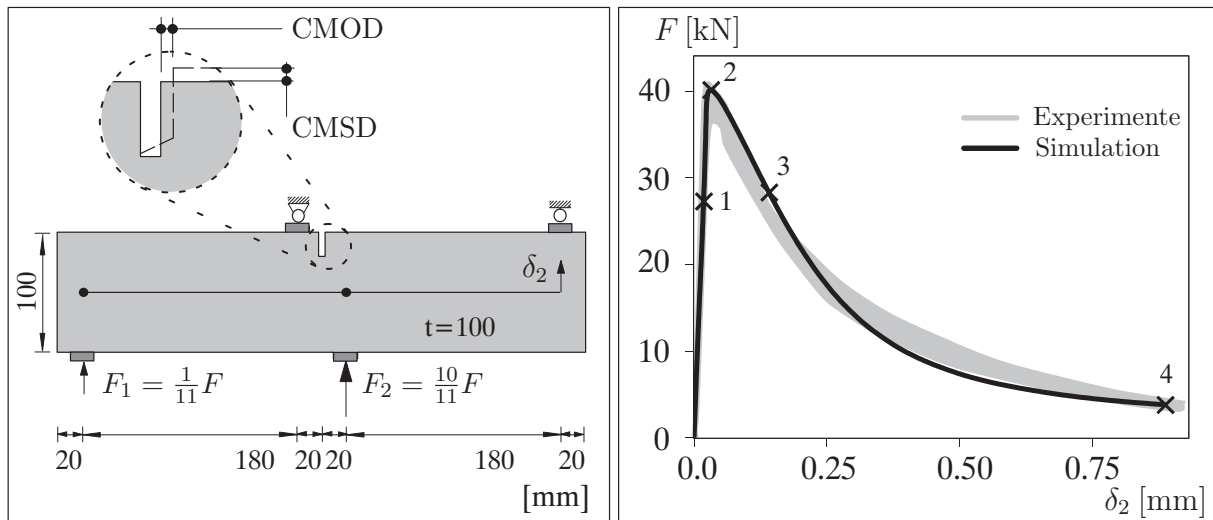 CMOD
CMSD
100
δ₂
t=100
F₁ = 1/11 F
F₂ = 10/11 F
20 180 20 20 180 20
[mm]
F [kN]
40
30
20
10
0
2
Experimente
Simulation
3
1
4
0.0 0.25 0.50 0.75
δ₂ [mm]